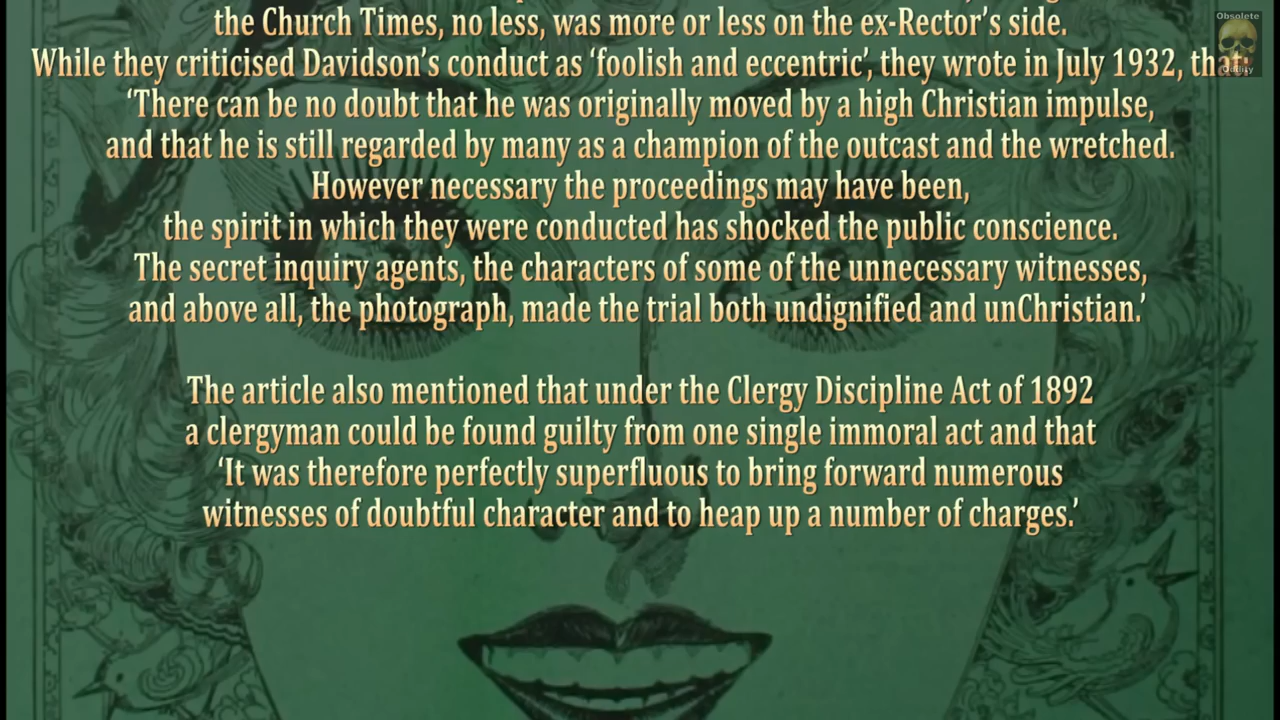 the Church Times, no less, was more or less on the ex-Rector's side.
While they criticised Davidson's conduct as 'foolish and eccentric', they wrote in July 1932, that:
'There can be no doubt that he was originally moved by a high Christian impulse,
and that he is still regarded by many as a champion of the outcast and the wretched.
However necessary the proceedings may have been,
the spirit in which they were conducted has shocked the public conscience.
The secret inquiry agents, the characters of some of the unnecessary witnesses,
and above all, the photograph, made the trial both undignified and unChristian.'
The article also mentioned that under the Clergy Discipline Act of 1892
a clergyman could be found guilty from one single immoral act and that
'It was therefore perfectly superfluous to bring forward numerous
witnesses of doubtful character and to heap up a number of charges.'
Obsolete
Oddity